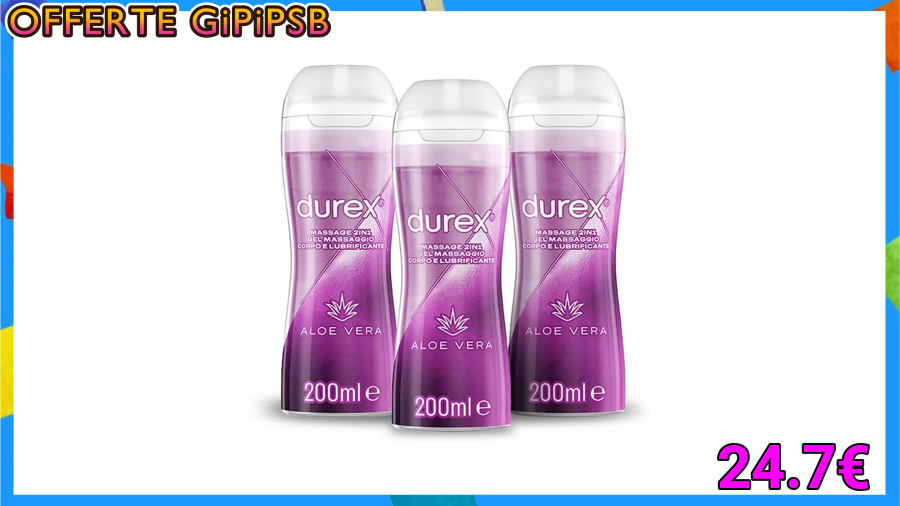 OFFERTE GiPiPSB
durex®
MASSAGE 2IN1
GEL MASSAGGIO
CORPO E LUBRIFICANTE
ALOE VERA
200ml e
durex®
MASSAGE 2IN1
GEL MASSAGGIO
CORPO E LUBRIFICANTE
ALOE VERA
200ml e
durex®
MASSAGE 2IN1
GEL MASSAGGIO
CORPO E LUBRIFICANTE
ALOE VERA
200ml e
24.7€